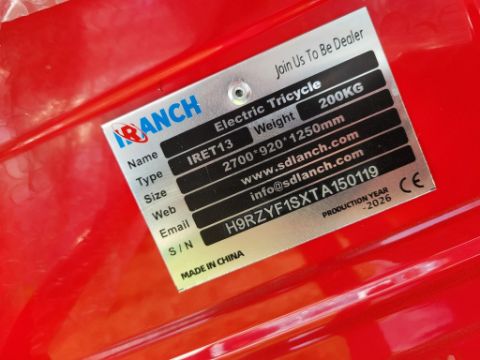 IRANCH
Join Us To Be Dealer
Name Electric Tricycle
Type IRET13 Weight 200KG
Size 2700*920*1250mm
Web www.sdlanch.com
Email info@sdlanch.com
S/N H9RZYF1SXTA150119
MADE IN CHINA
PRODUCTION YEAR
-2026
CE